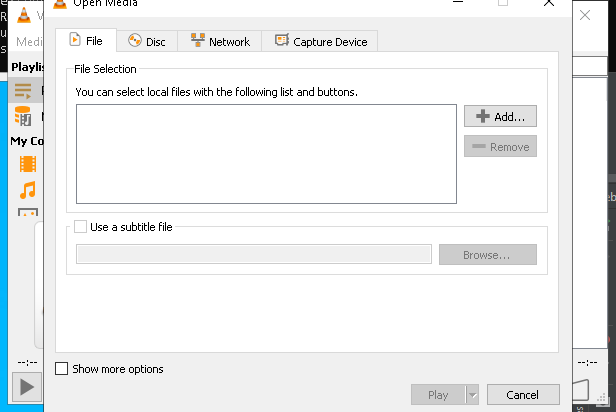 Open Media
V
Medi
File
Disc
Network
Capture Device
Playlis
File Selection
You can select local files with the following list and buttons.
Add...
Remove
My Co
Use a subtitle file
Browse...
--:--
--:--
Show more options
Play
Cancel